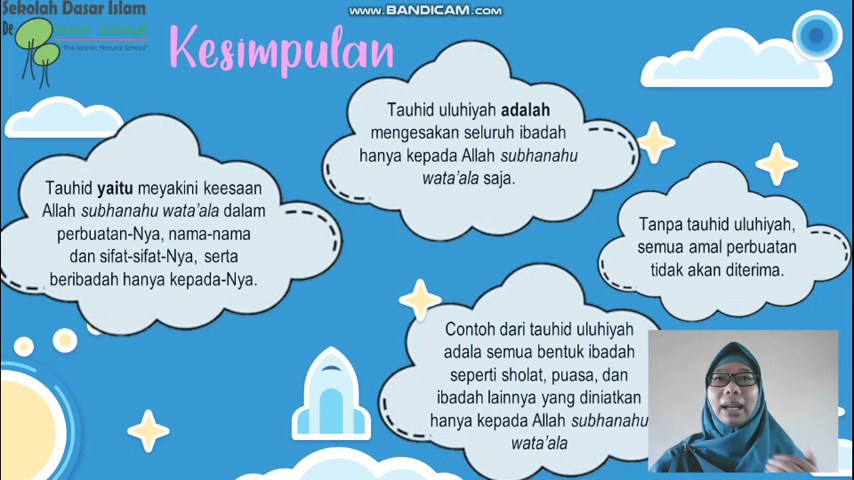 Sekolah Dasar Islam
De
"The Islamic Natural School"
www.BANDICAM.com
Kesimpulan
Tauhid uluhiyah adalah
mengesakan seluruh ibadah
hanya kepada Allah subhanahu
wata'ala saja.
Tauhid yaitu meyakini keesaan
Allah subhanahu wata'ala dalam
perbuatan-Nya, nama-nama
dan sifat-sifat-Nya, serta
beribadah hanya kepada-Nya.
Tanpa tauhid uluhiyah,
semua amal perbuatan
tidak akan diterima.
Contoh dari tauhid uluhiyah
adala semua bentuk ibadah
seperti sholat, puasa, dan
ibadah lainnya yang diniatkan
hanya kepada Allah subhanahu
wata'ala